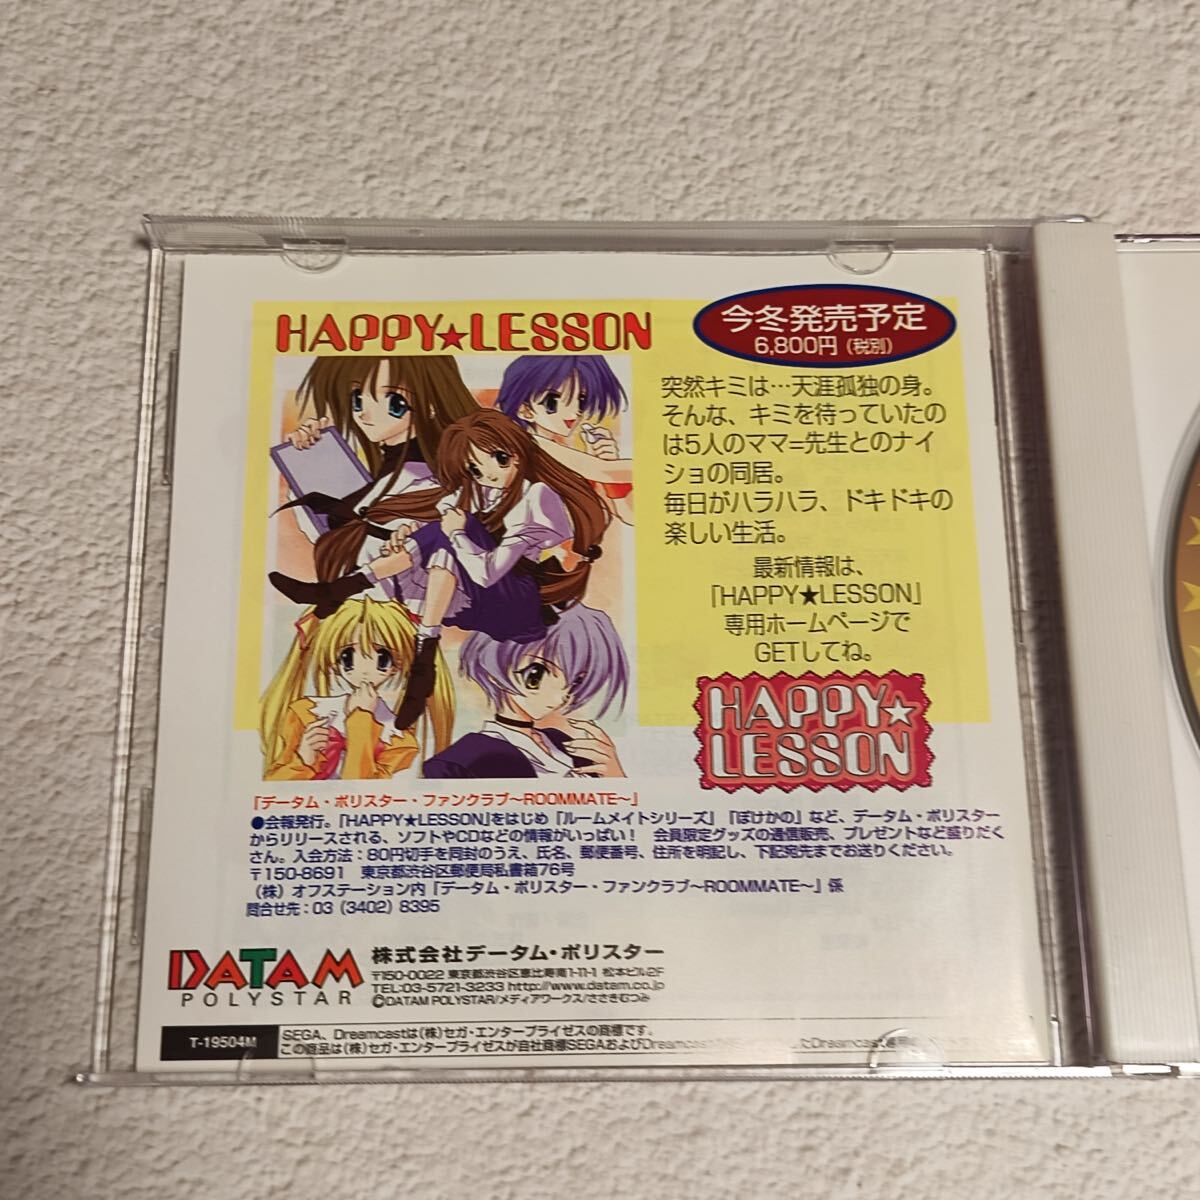 HAPPY★LESSON
今冬発売予定
6,800円(税別)
突然キミは…天涯孤独の身。
そんな、キミを待っていたの
は5人のママ=先生とのナイ
ショの同居。
毎日がハラハラ、ドキドキの
楽しい生活。
最新情報は、
「HAPPY★LESSON」
専用ホームページで
GETしてね。
HAPPY★
LESSON
「データム・ポリスター・ファンクラブ〜ROOMMATE〜」
●会報発行。「HAPPY★LESSON」をはじめ「ルームメイトシリーズ」「ぽけかの」など、データム・ポリスター
からリリースされる、ソフトやCDなどの情報がいっぱい! 会員限定グッズの通信販売、プレゼントなど盛りだく
さん。入会方法:80円切手を同封のうえ、氏名、郵便番号、住所を明記し、下記宛先までお送りください。
〒150-8691 東京都渋谷区郵便局私書箱76号
(株)オフステーション内「データム・ポリスター・ファンクラブ〜ROOMMATE〜」係
問合せ先:03(3402)8395
DATAM
POLYSTAR
株式会社データム・ポリスター
〒150-0022 東京都渋谷区恵比寿南1-11-1 松本ビル2F
TEL:03-5721-3233 http://www.datam.co.jp
©DATAM POLYSTAR/メディアワークス/ささきむつみ
T-19504M
SEGA、Dreamcastは(株)セガ・エンタープライゼスの商標です。
この商品は(株)セガ・エンタープライゼスが自社商標SEGAおよびDreamcast